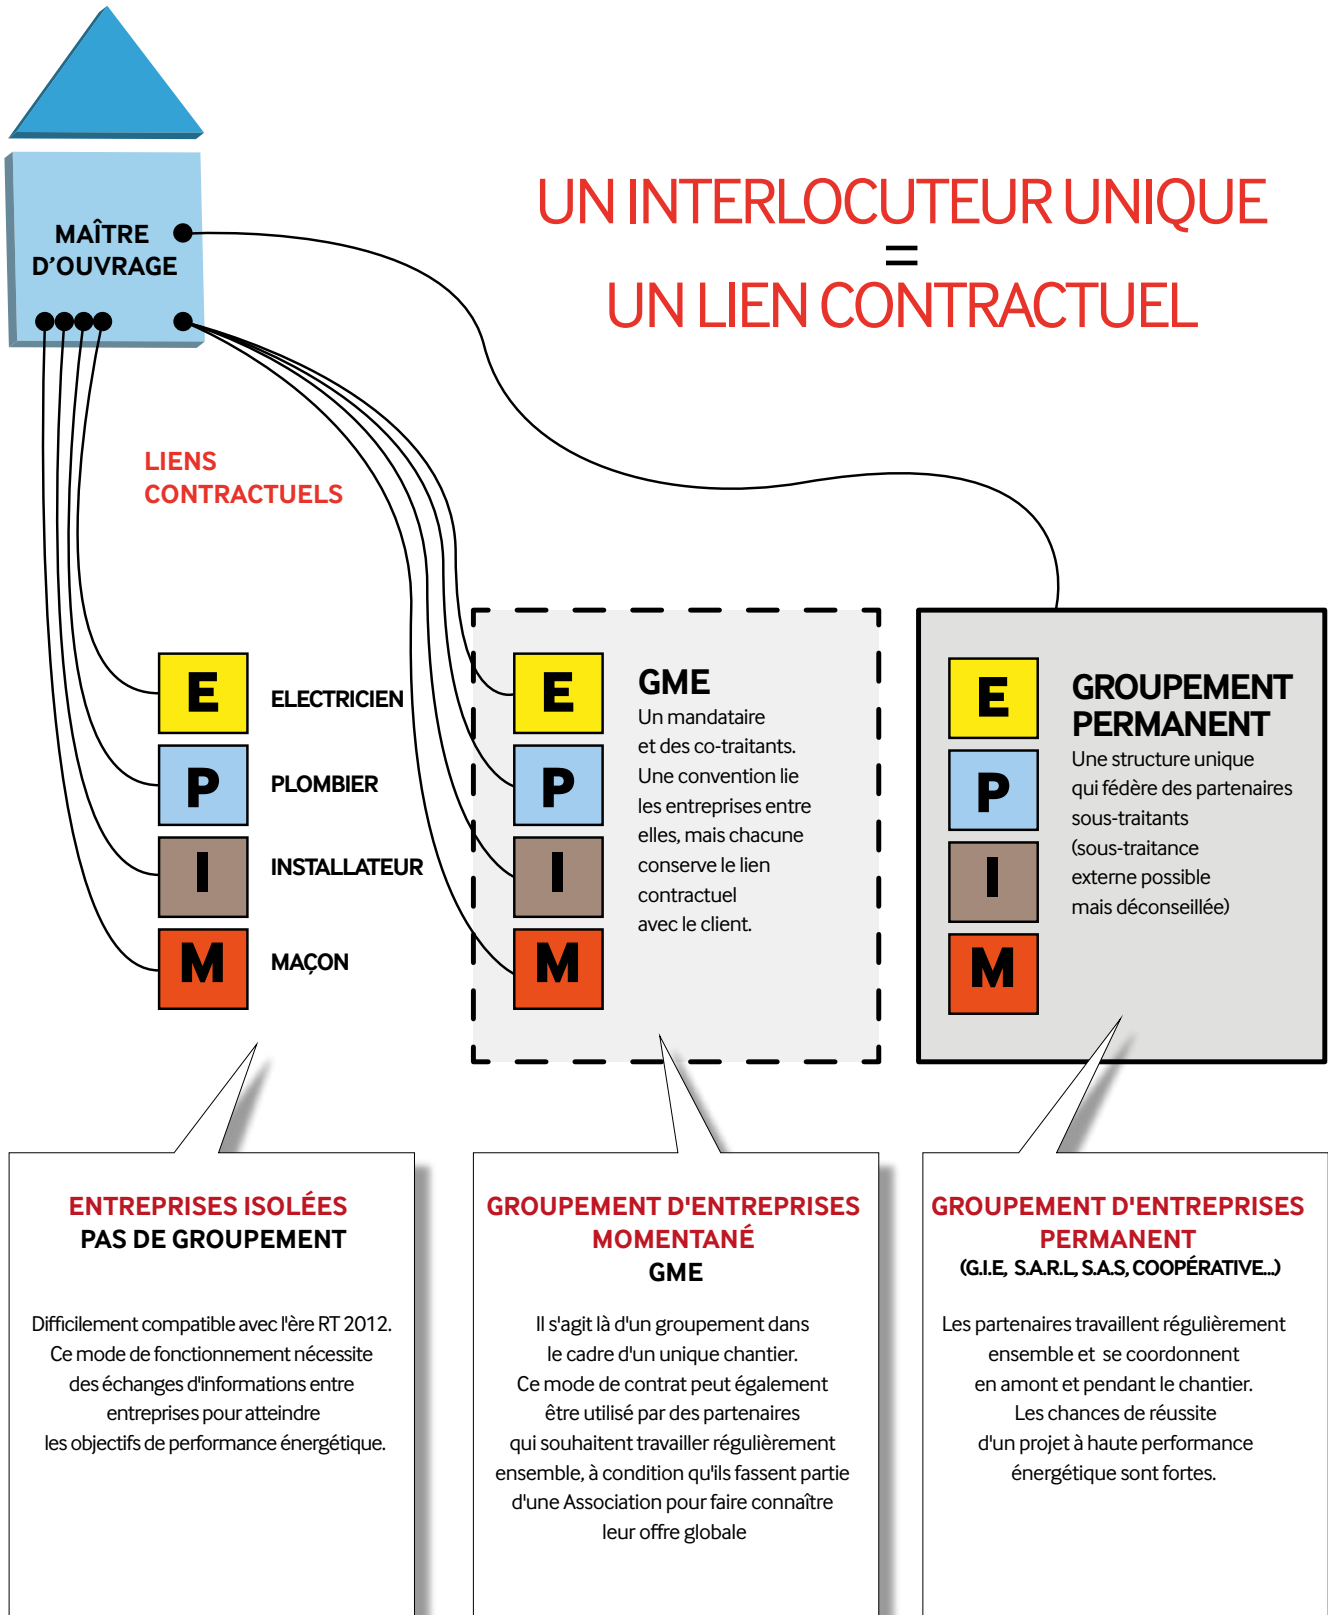 MAÎTRE
D'OUVRAGE
UN INTERLOCUTEUR UNIQUE
=
UN LIEN CONTRACTUEL
LIENS
CONTRACTUELS
E
ELECTRICIEN
P
PLOMBIER
I
INSTALLATEUR
M
MAÇON
E
P
I
M
GME
Un mandataire
et des co-traitants.
Une convention lie
les entreprises entre
elles, mais chacune
conserve le lien
contractuel
avec le client.
E
P
I
M
GROUPEMENT
PERMANENT
Une structure unique
qui fédère des partenaires
sous-traitants
(sous-traitance
externe possible
mais déconseillée)
ENTREPRISES ISOLÉES
PAS DE GROUPEMENT
Difficilement compatible avec l'ère RT 2012.
Ce mode de fonctionnement nécessite
des échanges d'informations entre
entreprises pour atteindre
les objectifs de performance énergétique.
GROUPEMENT D'ENTREPRISES
MOMENTANÉ
GME
Il s'agit là d'un groupement dans
le cadre d'un unique chantier.
Ce mode de contrat peut également
être utilisé par des partenaires
qui souhaitent travailler régulièrement
ensemble, à condition qu'ils fassent partie
d'une Association pour faire connaître
leur offre globale
GROUPEMENT D'ENTREPRISES
PERMANENT
(G.I.E, S.A.R.L, S.A.S, COOPÉRATIVE...)
Les partenaires travaillent régulièrement
ensemble et se coordonnent
en amont et pendant le chantier.
Les chances de réussite
d'un projet à haute performance
énergétique sont fortes.